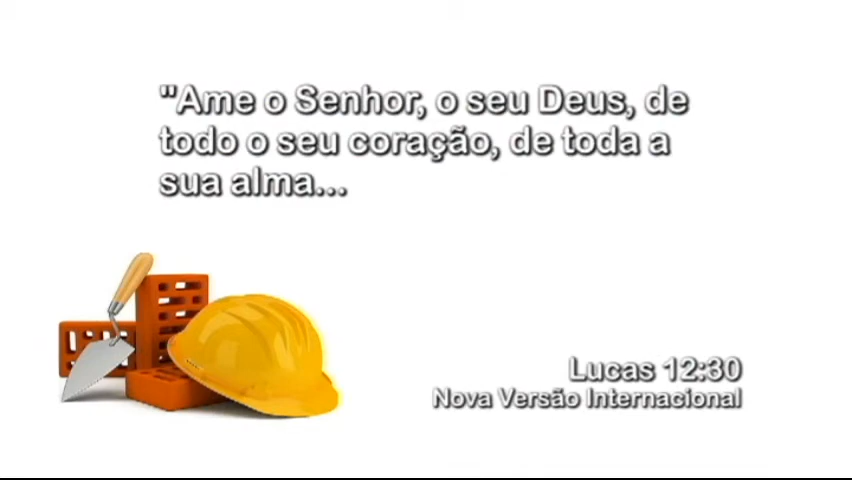 "Ame o Senhor, o seu Deus, de
todo o seu coração, de toda a
sua alma...
Lucas 12:30
Nova Versão Internacional